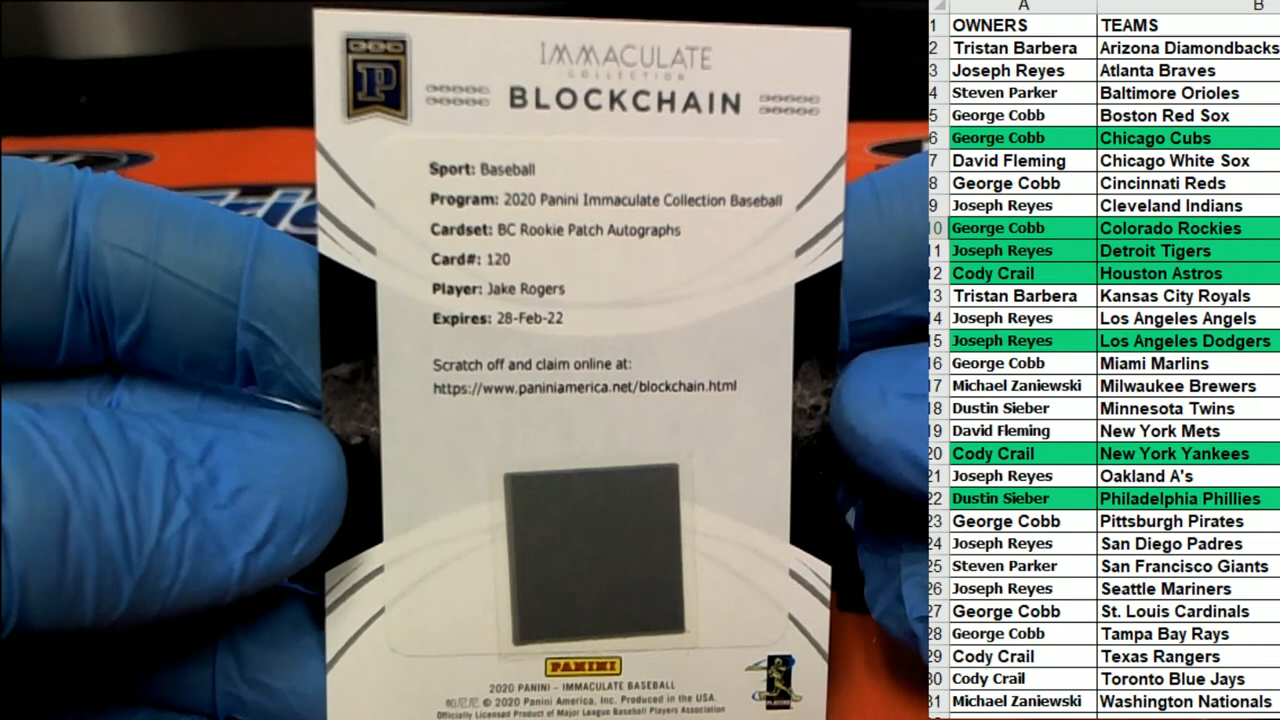 P
IMMACULATE
COLLECTION
BLOCKCHAIN
Sport: Baseball
Program: 2020 Panini Immaculate Collection Baseball
Cardset: BC Rookie Patch Autographs
Card#: 120
Player: Jake Rogers
Expires: 28-Feb-22
Scratch off and claim online at:
https://www.paniniamerica.net/blockchain.html
PANINI
PLAYERS
2020 PANINI - IMMACULATE BASEBALL
帕尼尼 © 2020 Panini America, Inc. Produced in the USA.
Officially Licensed Product of Major League Baseball Players Association
A B
1 OWNERS TEAMS
2 Tristan Barbera Arizona Diamondbacks
3 Joseph Reyes Atlanta Braves
4 Steven Parker Baltimore Orioles
5 George Cobb Boston Red Sox
6 George Cobb Chicago Cubs
7 David Fleming Chicago White Sox
8 George Cobb Cincinnati Reds
9 Joseph Reyes Cleveland Indians
10 George Cobb Colorado Rockies
11 Joseph Reyes Detroit Tigers
12 Cody Crail Houston Astros
13 Tristan Barbera Kansas City Royals
14 Joseph Reyes Los Angeles Angels
15 Joseph Reyes Los Angeles Dodgers
16 George Cobb Miami Marlins
17 Michael Zaniewski Milwaukee Brewers
18 Dustin Sieber Minnesota Twins
19 David Fleming New York Mets
20 Cody Crail New York Yankees
21 Joseph Reyes Oakland A's
22 Dustin Sieber Philadelphia Phillies
23 George Cobb Pittsburgh Pirates
24 Joseph Reyes San Diego Padres
25 Steven Parker San Francisco Giants
26 Joseph Reyes Seattle Mariners
27 George Cobb St. Louis Cardinals
28 George Cobb Tampa Bay Rays
29 Cody Crail Texas Rangers
30 Cody Crail Toronto Blue Jays
31 Michael Zaniewski Washington Nationals